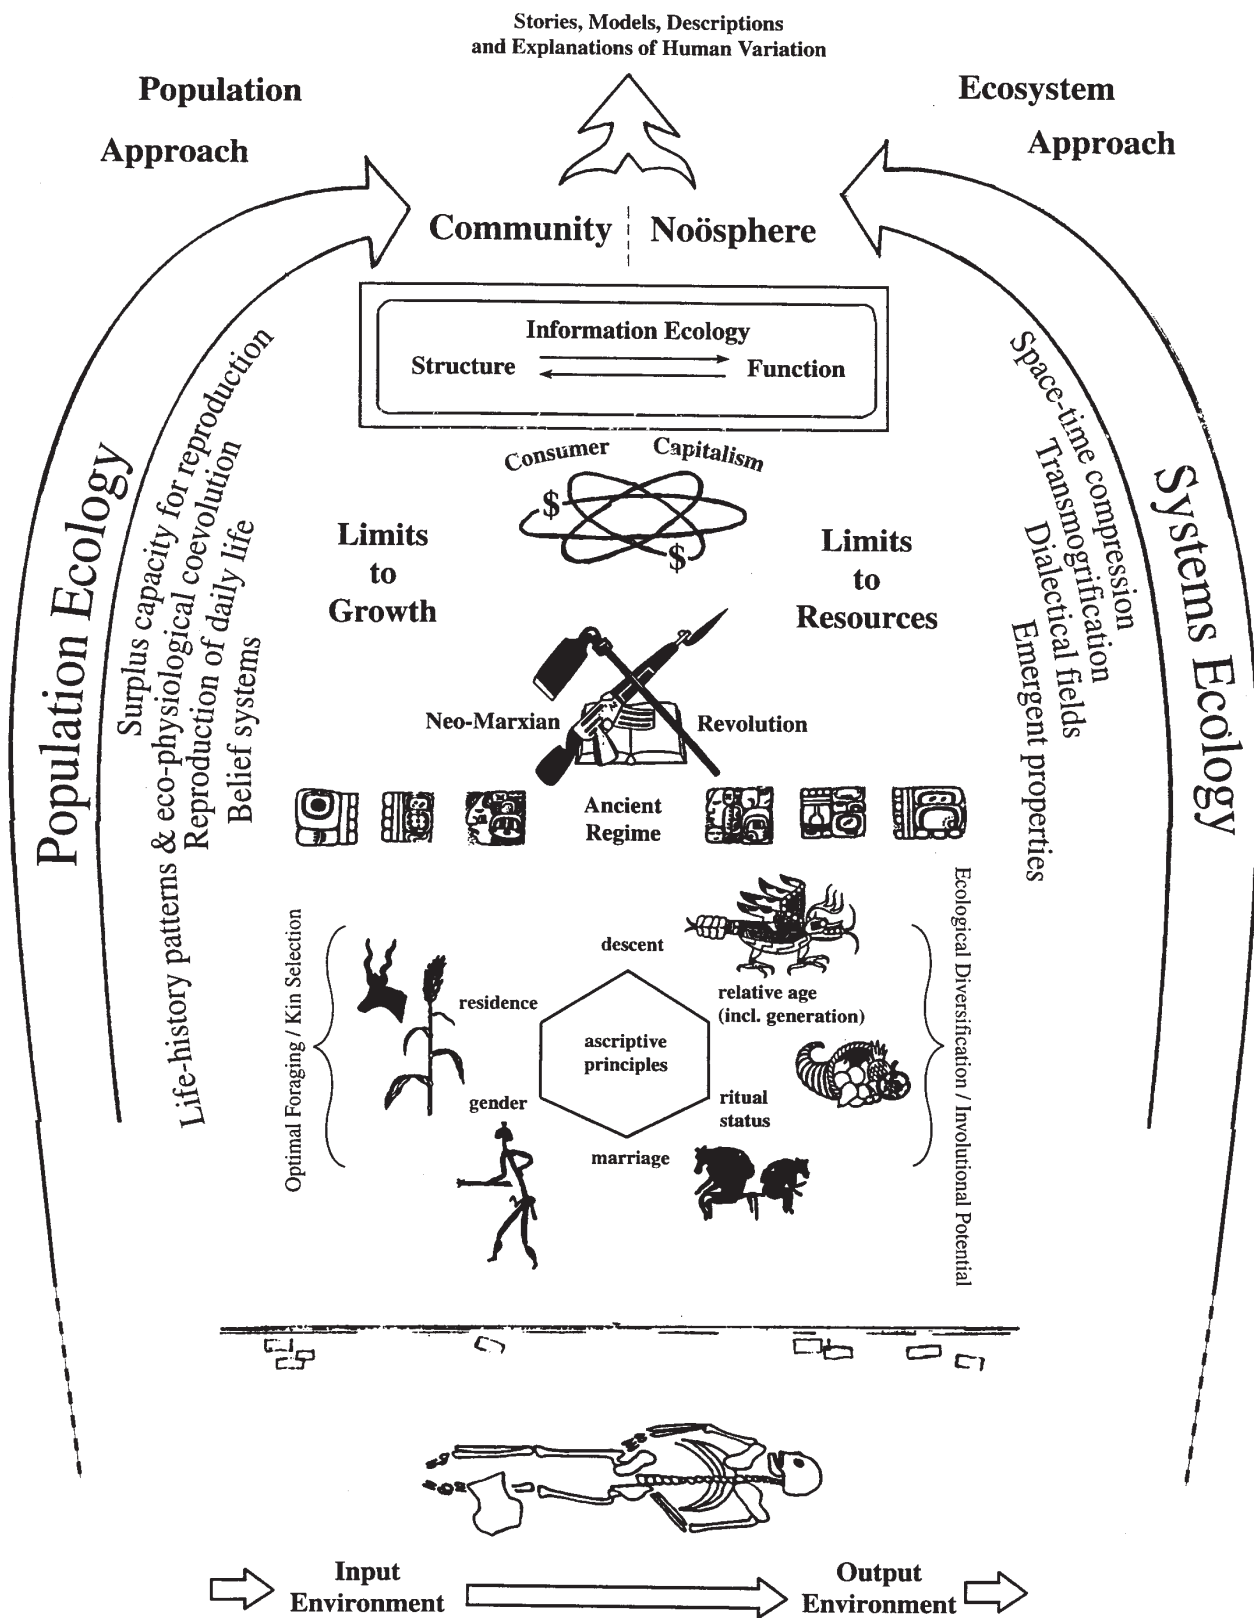 Stories, Models, Descriptions
and Explanations of Human Variation
Population
Approach
Ecosystem
Approach
Community
Noösphere
Information Ecology
Structure
Function
Consumer Capitalism
$
$
Limits
to
Growth
Limits
to
Resources
Neo-Marxian
Revolution
Ancient
Regime
Population Ecology
Surplus capacity for reproduction
Life-history patterns & eco-physiological coevolution
Reproduction of daily life
Belief systems
Systems Ecology
Space-time compression
Transmogrification
Dialectical fields
Emergent properties
Optimal Foraging / Kin Selection
Ecological Diversification / Involutional Potential
descent
residence
relative age
(incl. generation)
ascriptive
principles
gender
ritual
status
marriage
Input
Environment
Output
Environment